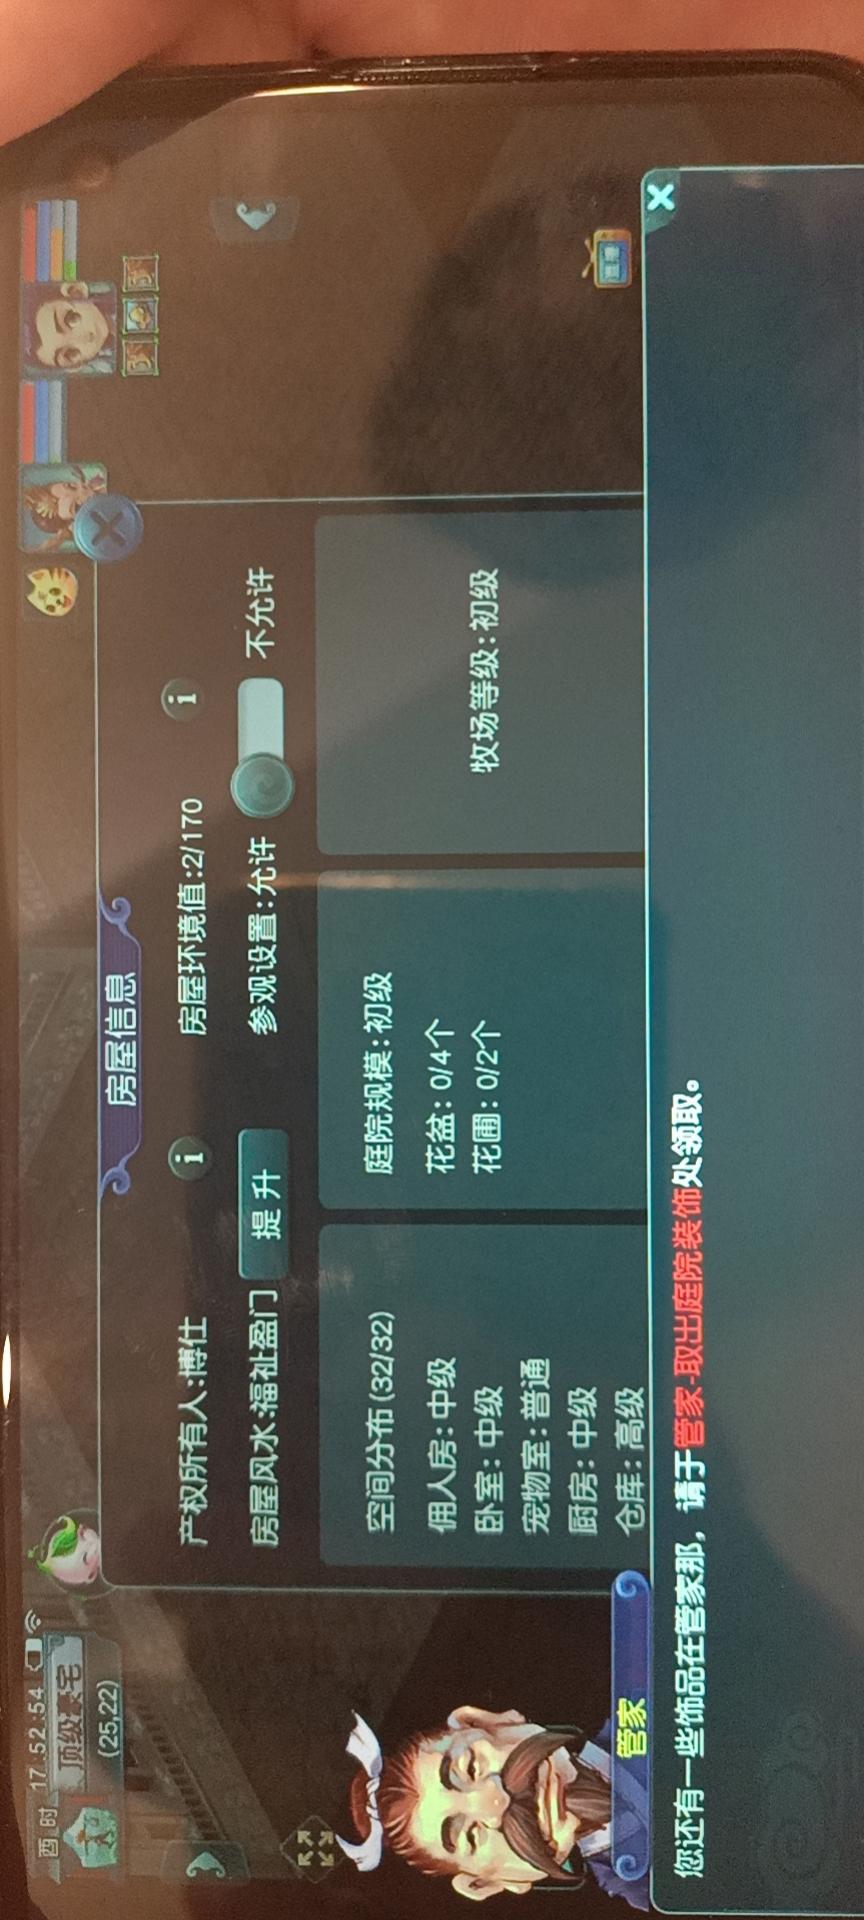 酉时 17:52:54
顶级 宅
(25,22)
房屋信息
产权所有人:博仕
房屋环境值:2/170
房屋风水:福祉盈门
提 升
参观设置:允许
不允许
空间分布(32/32)
佣人房:中级
卧室:中级
宠物室:普通
厨房:中级
仓库:高级
庭院规模:初级
花盆:0/4个
花圃:0/2个
牧场等级:初级
管家
您还有一些饰品在管家那,请于管家-取出庭院装饰处领取。